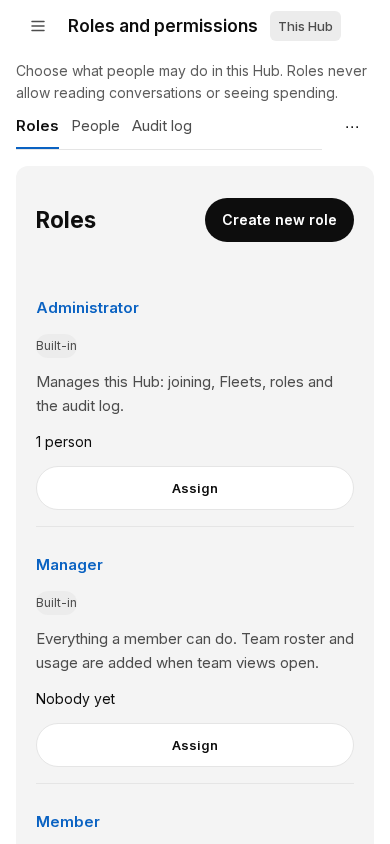 Roles and permissions
This Hub
Choose what people may do in this Hub. Roles never
allow reading conversations or seeing spending.
Roles
People
Audit log
Roles
Create new role
Administrator
Built-in
Manages this Hub: joining, Fleets, roles and
the audit log.
1 person
Assign
Manager
Built-in
Everything a member can do. Team roster and
usage are added when team views open.
Nobody yet
Assign
Member